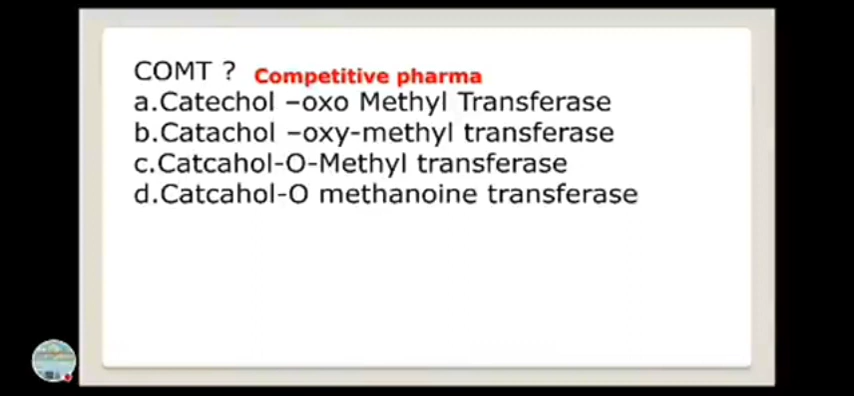 COMT ? Competitive pharma
a.Catechol –oxo Methyl Transferase
b.Catachol –oxy-methyl transferase
c.Catcahol-O-Methyl transferase
d.Catcahol-O methanoine transferase